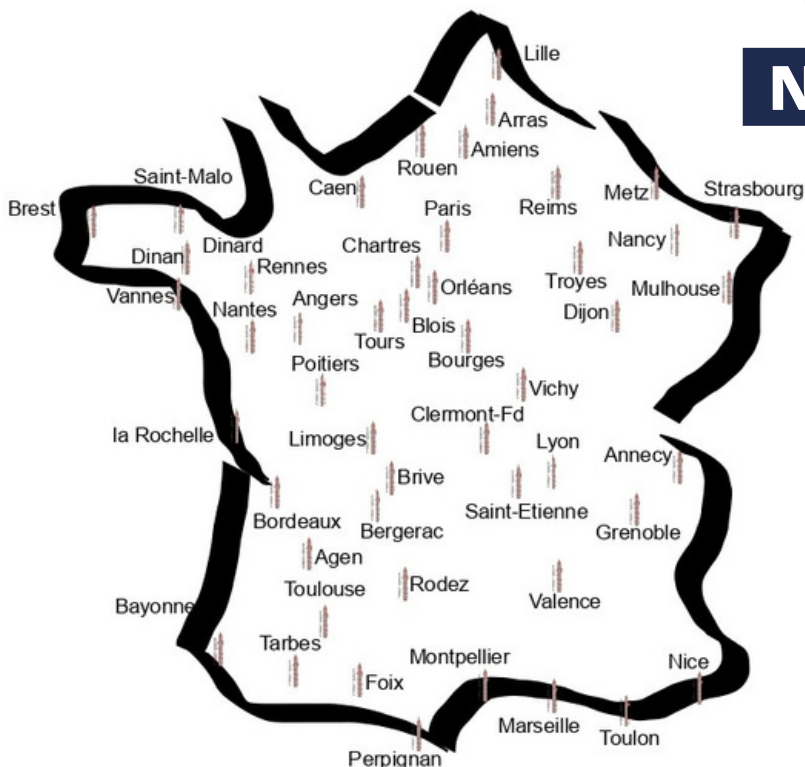 Lille
N
Arras
Amiens
Rouen
Saint-Malo
Caen
Reims
Metz
Strasbourg
Brest
Paris
Dinard
Chartres
Nancy
Dinan
Rennes
Troyes
Vannes
Orléans
Mulhouse
Nantes
Angers
Blois
Dijon
Tours
Bourges
Poitiers
Vichy
Clermont-Fd
la Rochelle
Limoges
Lyon
Annecy
Brive
Saint-Etienne
Bordeaux
Bergerac
Grenoble
Agen
Toulouse
Rodez
Valence
Bayonne
Tarbes
Montpellier
Nice
Foix
Marseille
Toulon
Perpignan